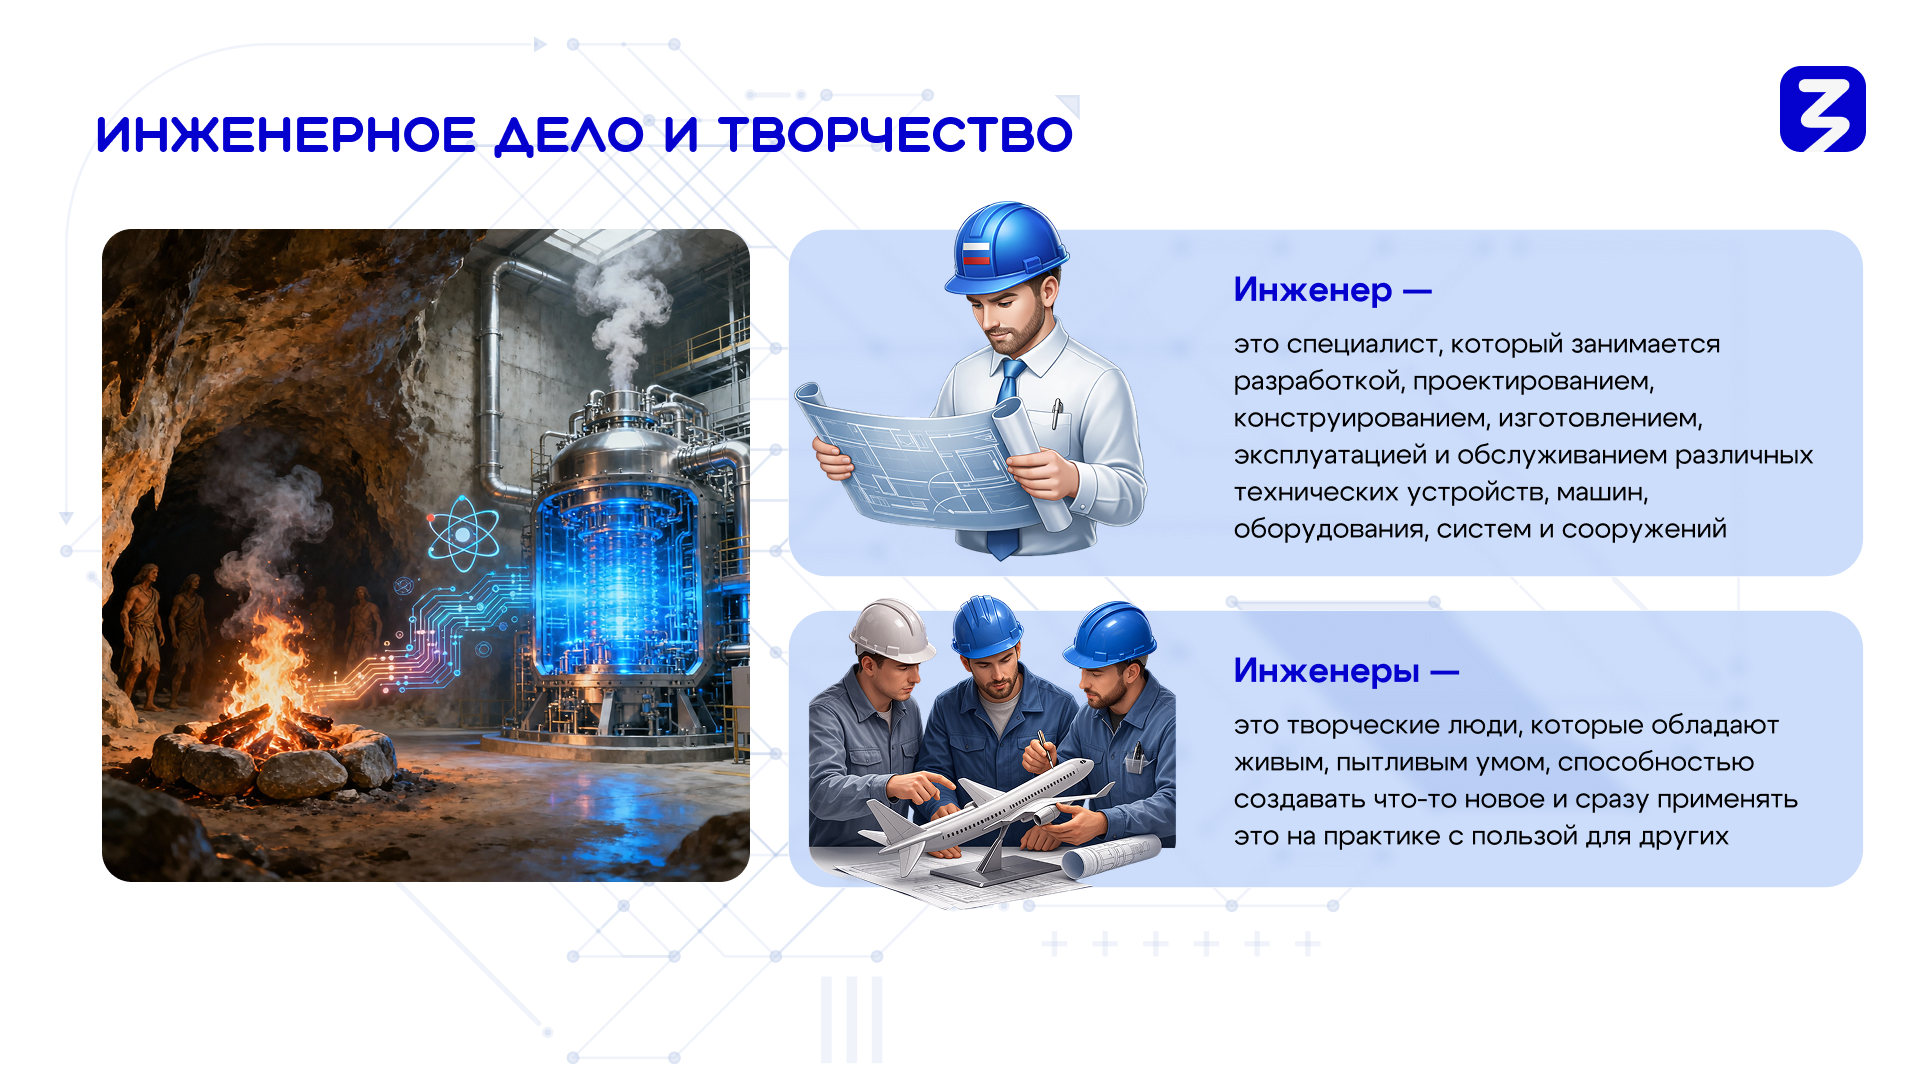 ИНЖЕНЕРНОЕ ДЕЛО И ТВОРЧЕСТВО
Инженер —
это специалист, который занимается
разработкой, проектированием,
конструированием, изготовлением,
эксплуатацией и обслуживанием различных
технических устройств, машин,
оборудования, систем и сооружений
Инженеры —
это творческие люди, которые обладают
живым, пытливым умом, способностью
создавать что-то новое и сразу применять
это на практике с пользой для других